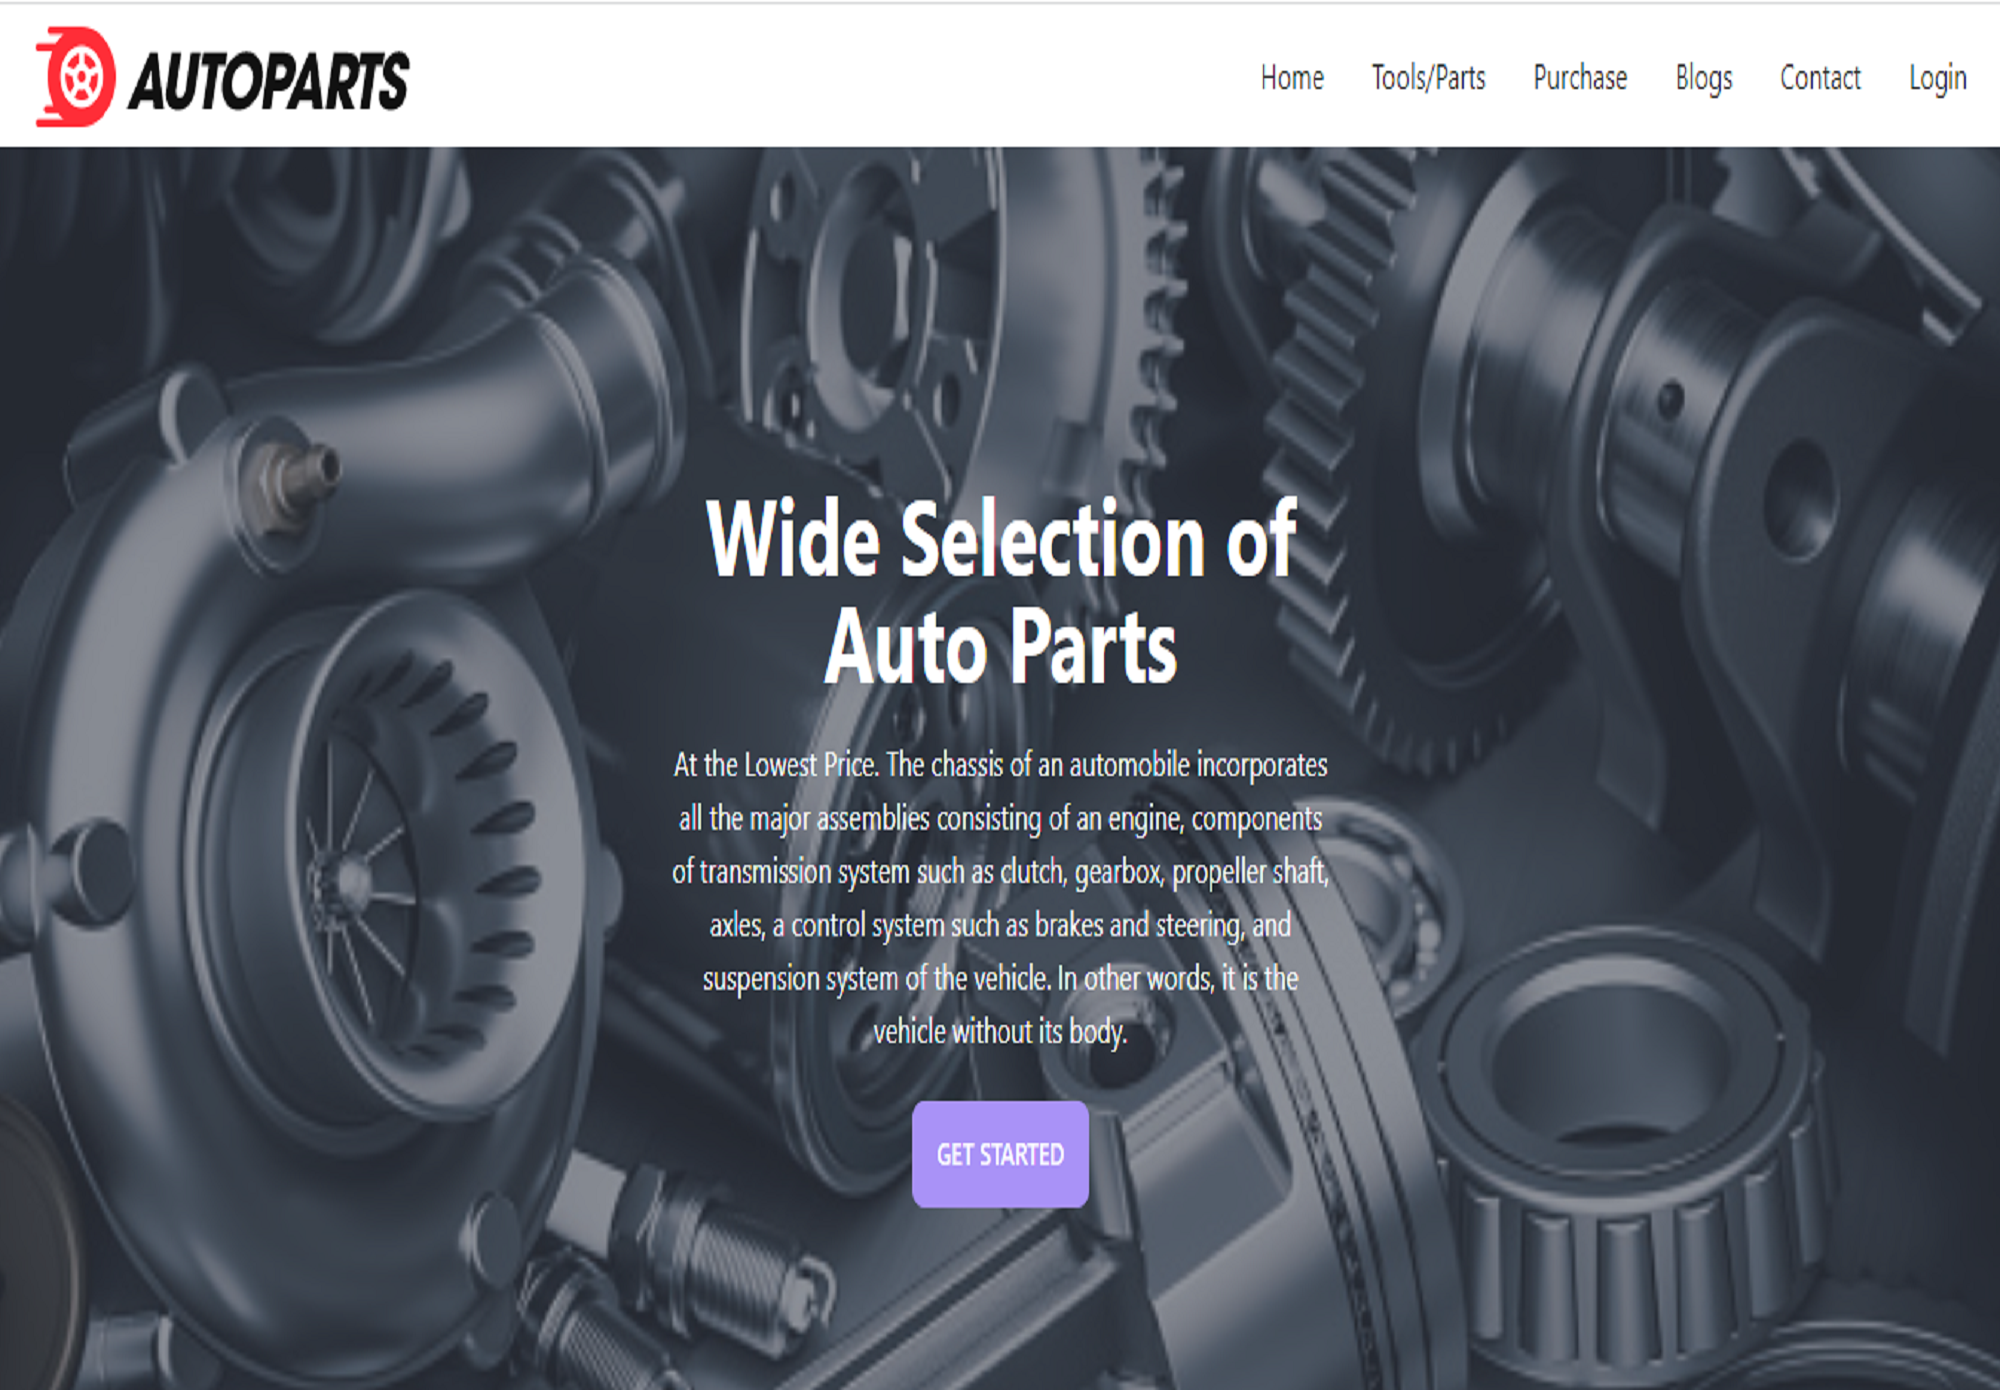 AUTOPARTS
Home Tools/Parts Purchase Blogs Contact Login
Wide Selection of
Auto Parts
At the Lowest Price. The chassis of an automobile incorporates
all the major assemblies consisting of an engine, components
of transmission system such as clutch, gearbox, propeller shaft,
axles, a control system such as brakes and steering, and
suspension system of the vehicle. In other words, it is the
vehicle without its body.
GET STARTED